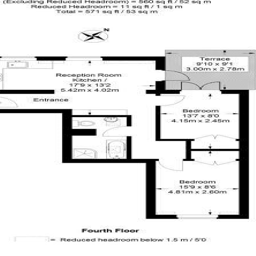 (Excluding Reduced Headroom) = 560 sq ft / 52 sq m
Reduced Headroom = 11 sq ft / 1 sq m
Total = 571 sq ft / 53 sq m
Terrace
9'10 x 9'1
3.00m x 2.78m
Reception Room
Kitchen /
17'9 x 13'2
5.42m x 4.02m
Entrance
Bedroom
13'7 x 8'0
4.15m x 2.45m
Bedroom
15'9 x 8'6
4.81m x 2.60m
Fourth Floor
= Reduced headroom below 1.5 m / 5'0